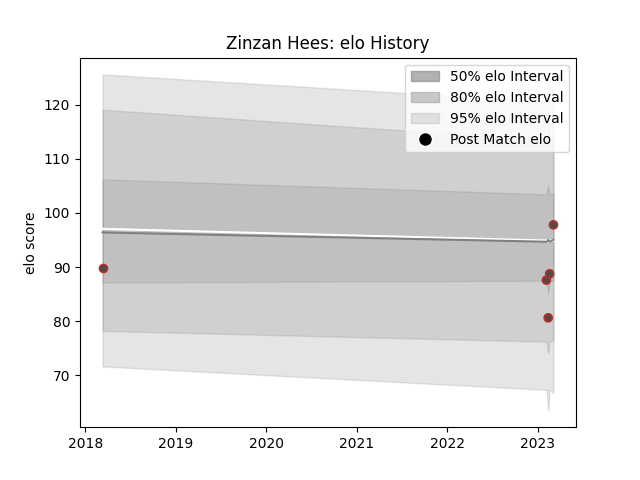 Zinzan Hees: elo History
50% elo Interval
80% elo Interval
95% elo Interval
Post Match elo
elo score
120
110
100
90
80
70
2018 2019 2020 2021 2022 2023